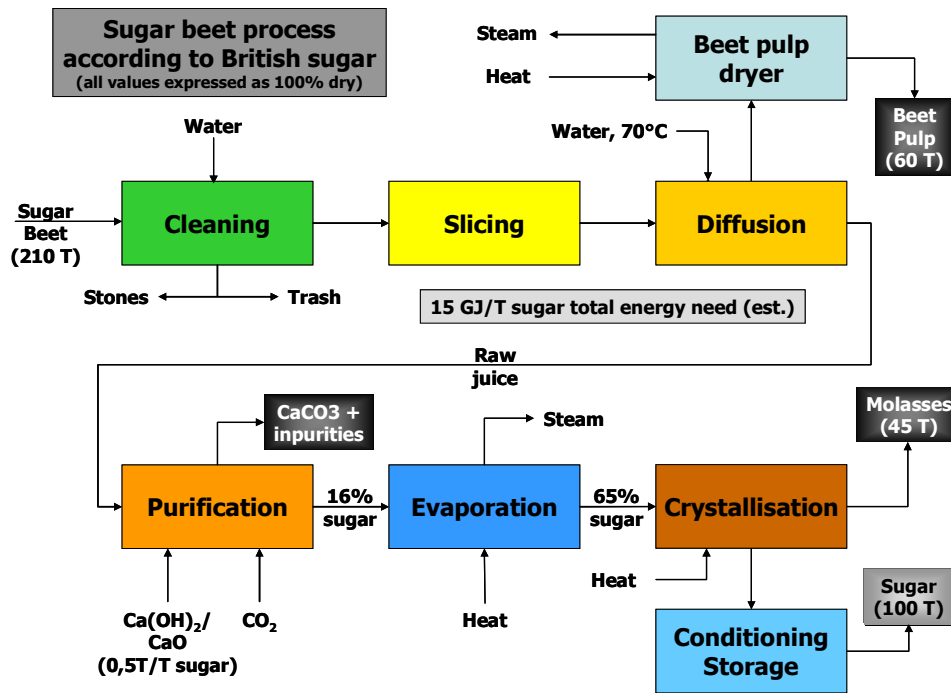 Sugar beet process
according to British sugar
(all values expressed as 100% dry)
Steam
Heat
Beet pulp
dryer
Beet
Pulp
(60 T)
Water
Water, 70°C
Sugar
Beet
(210 T)
Cleaning
Slicing
Diffusion
Stones
Trash
15 GJ/T sugar total energy need (est.)
Raw
juice
CaCO3 +
inpurities
Steam
Molasses
(45 T)
Purification
16%
sugar
Evaporation
65%
sugar
Crystallisation
Ca(OH)₂/
CaO
(0,5T/T sugar)
CO₂
Heat
Heat
Conditioning
Storage
Sugar
(100 T)